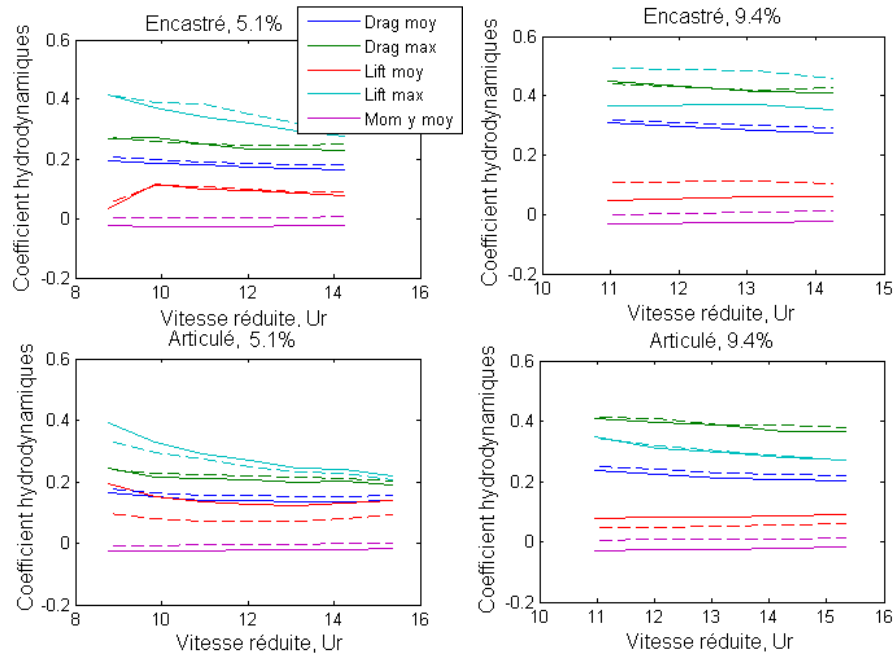 Encastré, 5.1%
0.6
0.4
0.2
0
-0.2
8
10
12
14
16
Coefficient hydrodynamiques
Vitesse réduite, Ur
Drag moy
Drag max
Lift moy
Lift max
Mom y moy
Encastré, 9.4%
0.6
0.4
0.2
0
-0.2
10
11
12
13
14
15
Coefficient hydrodynamiques
Vitesse réduite, Ur
Articulé, 5.1%
0.6
0.4
0.2
0
-0.2
8
10
12
14
16
Coefficient hydrodynamiques
Vitesse réduite, Ur
Articulé, 9.4%
0.6
0.4
0.2
0
-0.2
10
11
12
13
14
15
16
Coefficient hydrodynamiques
Vitesse réduite, Ur